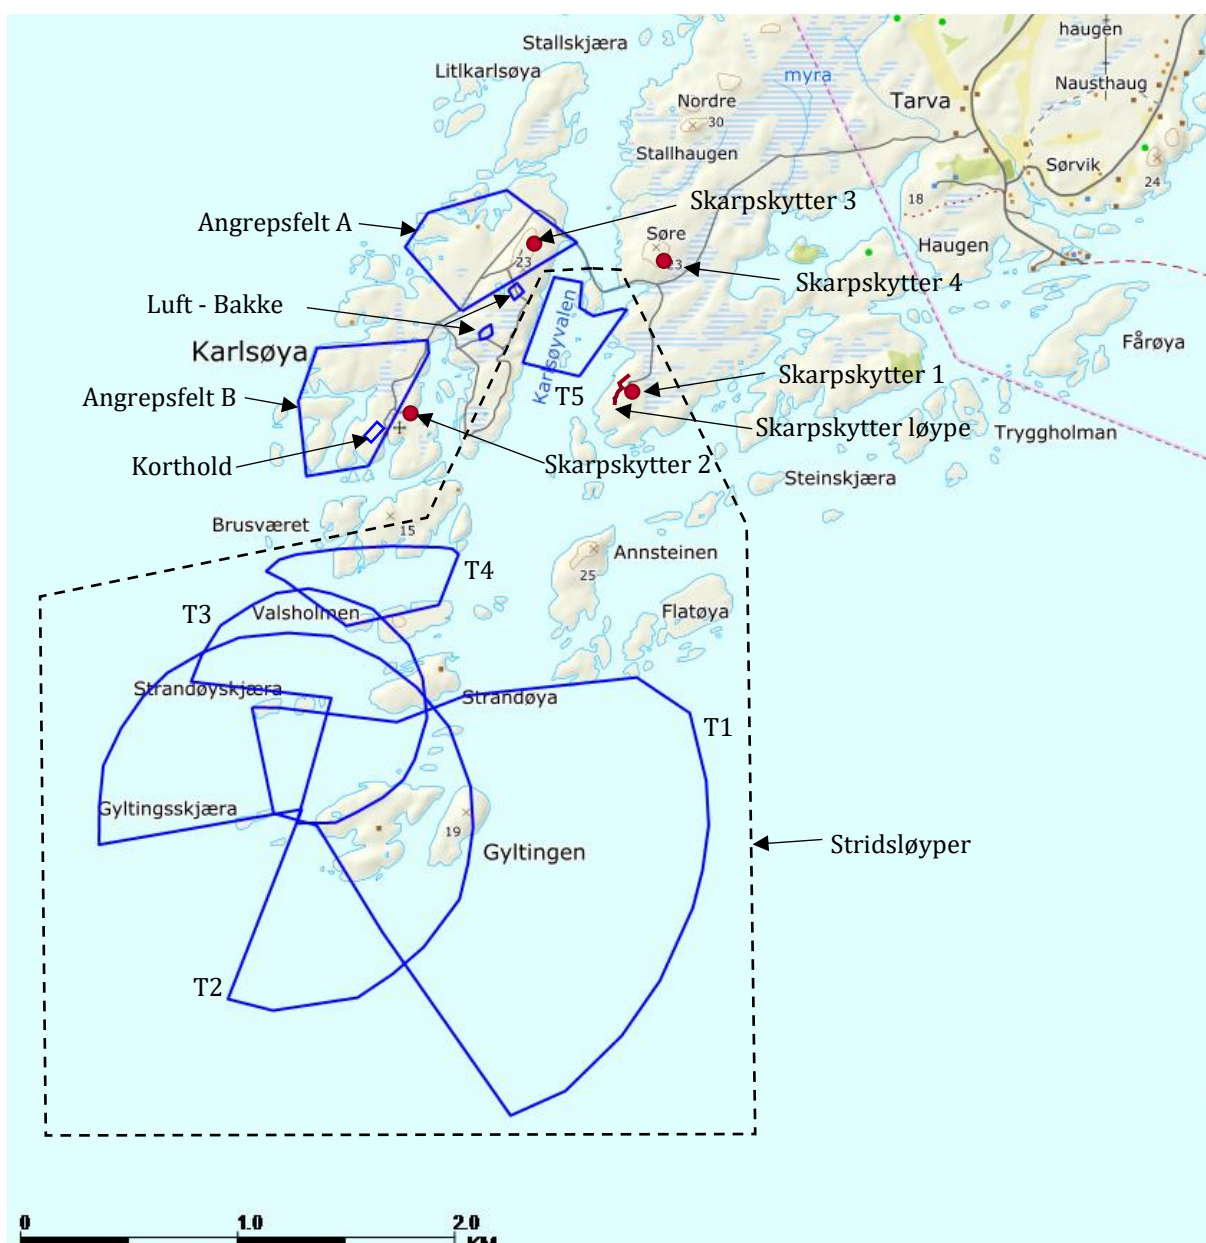 haugen
Stallskjæra
Litlkarlsøya
myra
Nausthaug
Nordre
Tarva
30
Stallhaugen
Sørvik
24
Skarpskytter 3
18
Angrepsfelt A
Søre
Haugen
23
23
Skarpskytter 4
Luft - Bakke
Karlsøyvalen
Fårøya
Karlsøya
Skarpskytter 1
Angrepsfelt B
T5
Skarpskytter løype
Tryggholman
Korthold
Skarpskytter 2
Steinskjæra
Brusværet
15
Annsteinen
T4
25
T3
Valsholmen
Flatøya
Strandøyskjæra
Strandøya
T1
Gyltingsskjæra
19
Gyltingen
Stridsløyper
T2
0 1.0 2.0
KM